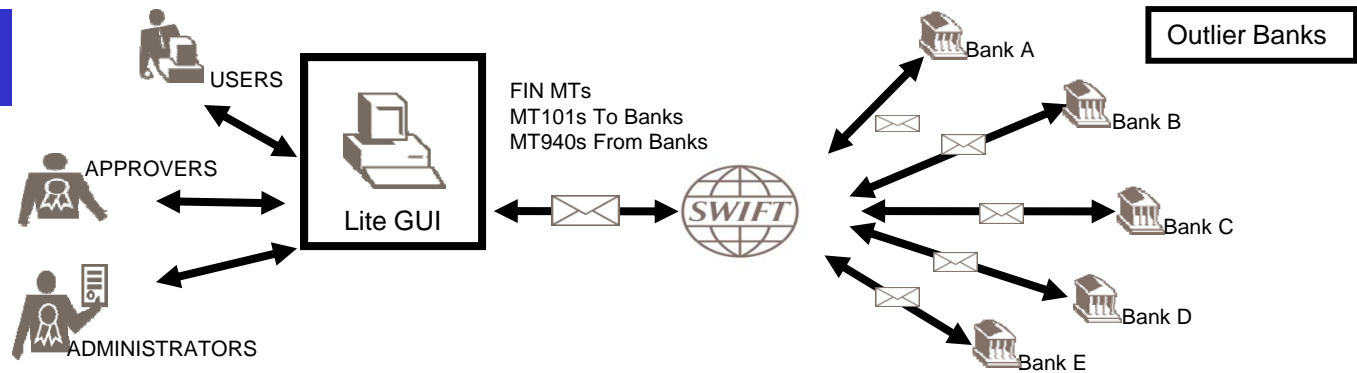 USERS
APPROVERS
ADMINISTRATORS
Lite GUI
FIN MTs
MT101s To Banks
MT940s From Banks
SWIFT
Bank A
Bank B
Bank C
Bank D
Bank E
Outlier Banks